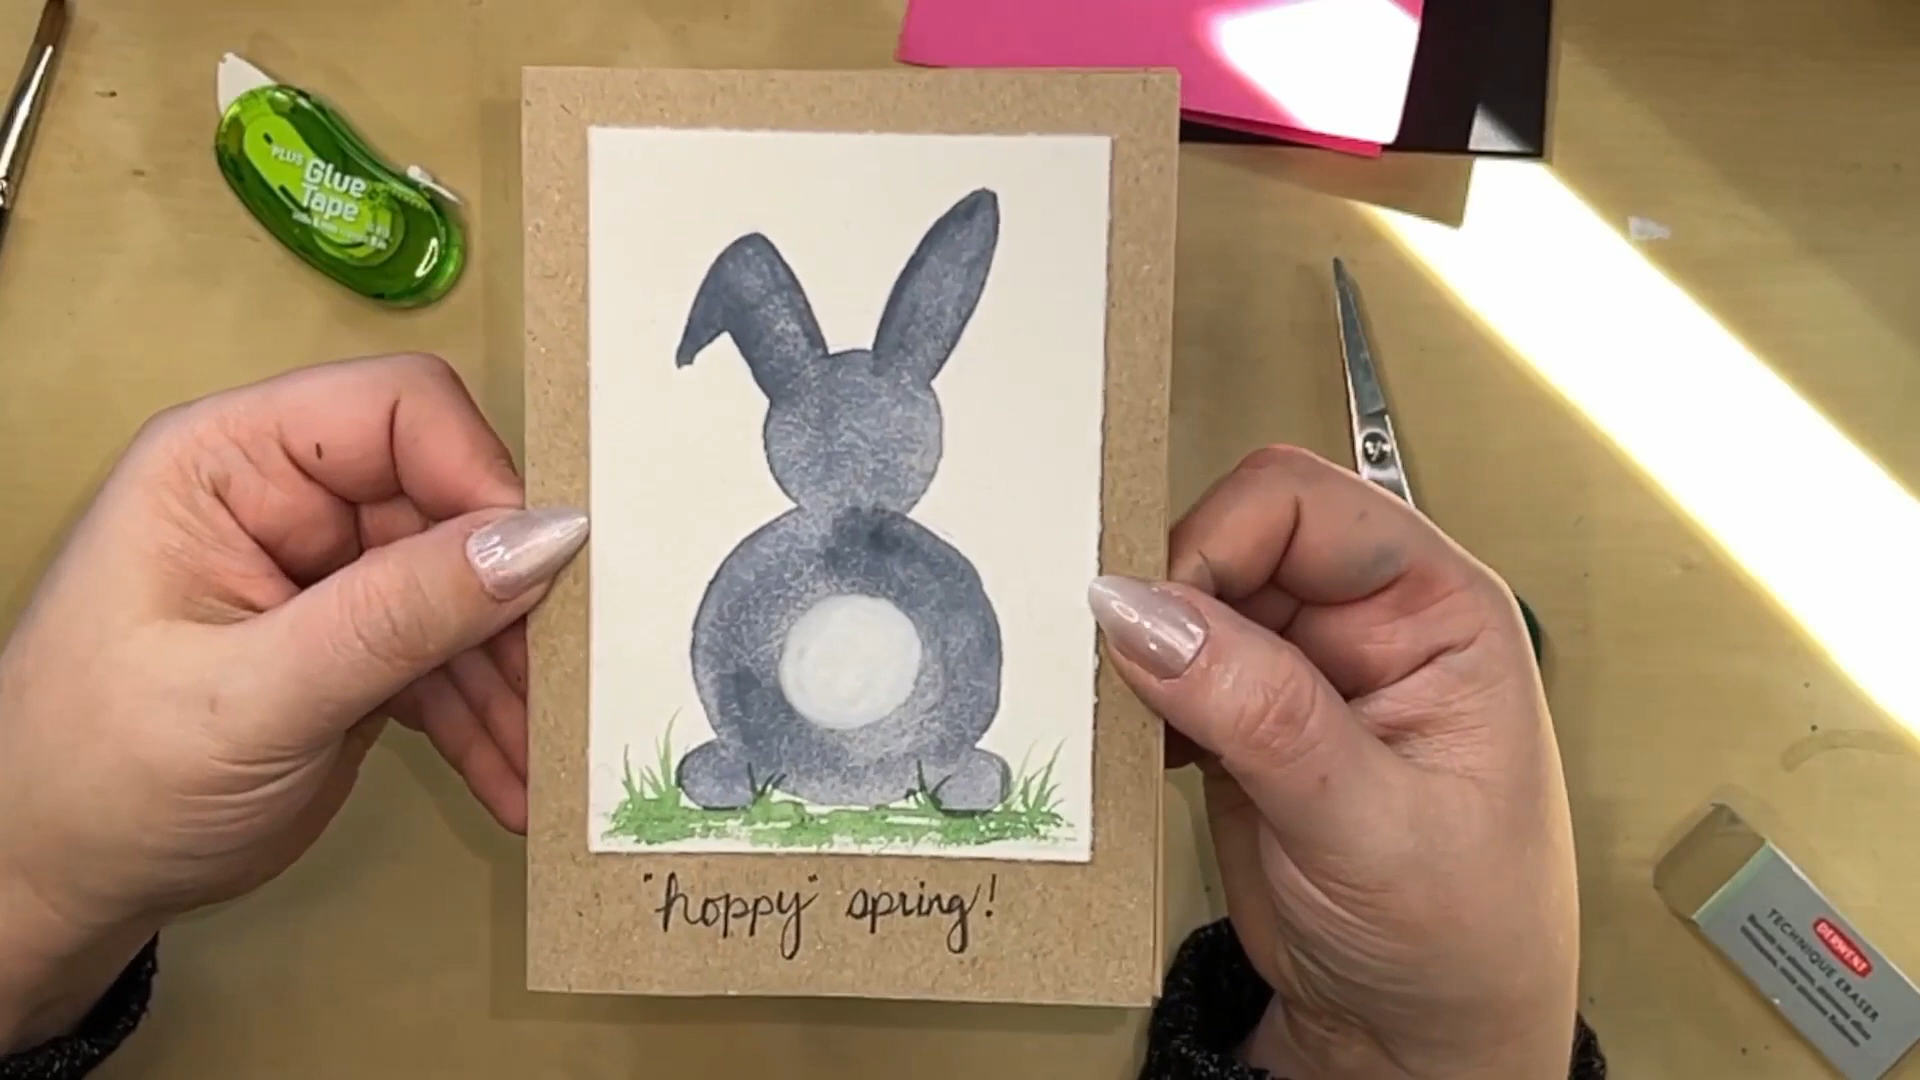 PLUS
Glue
Tape
"hoppy" spring!
DERWENT
TECHNIQUE ERASER